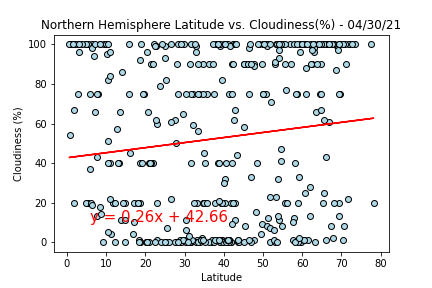 Northern Hemisphere Latitude vs. Cloudiness(%) - 04/30/21
100
80
60
40
20
0
Cloudiness (%)
y = 0.26x + 42.66
0 10 20 30 40 50 60 70 80
Latitude